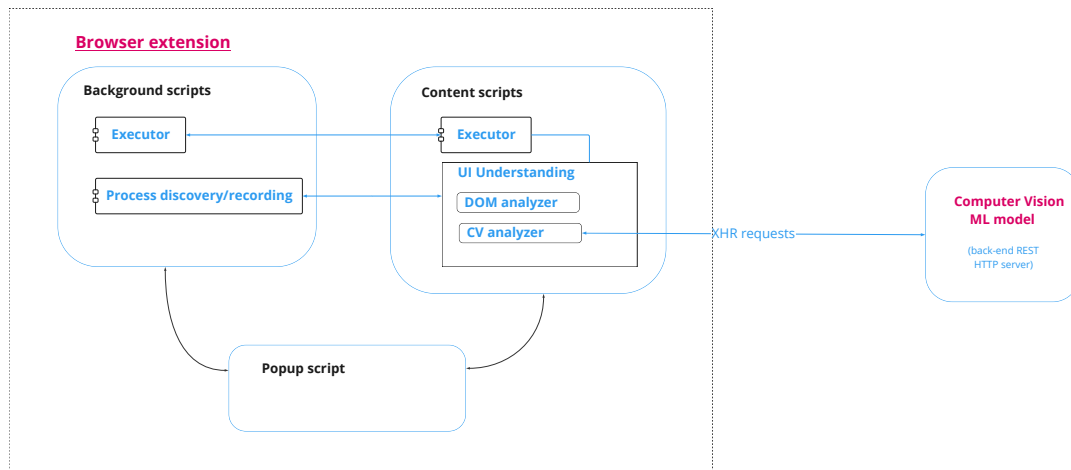 Browser extension
Background scripts
Executor
Process discovery/recording
Content scripts
Executor
UI Understanding
DOM analyzer
CV analyzer
XHR requests
Computer Vision
ML model
(back-end REST
HTTP server)
Popup script